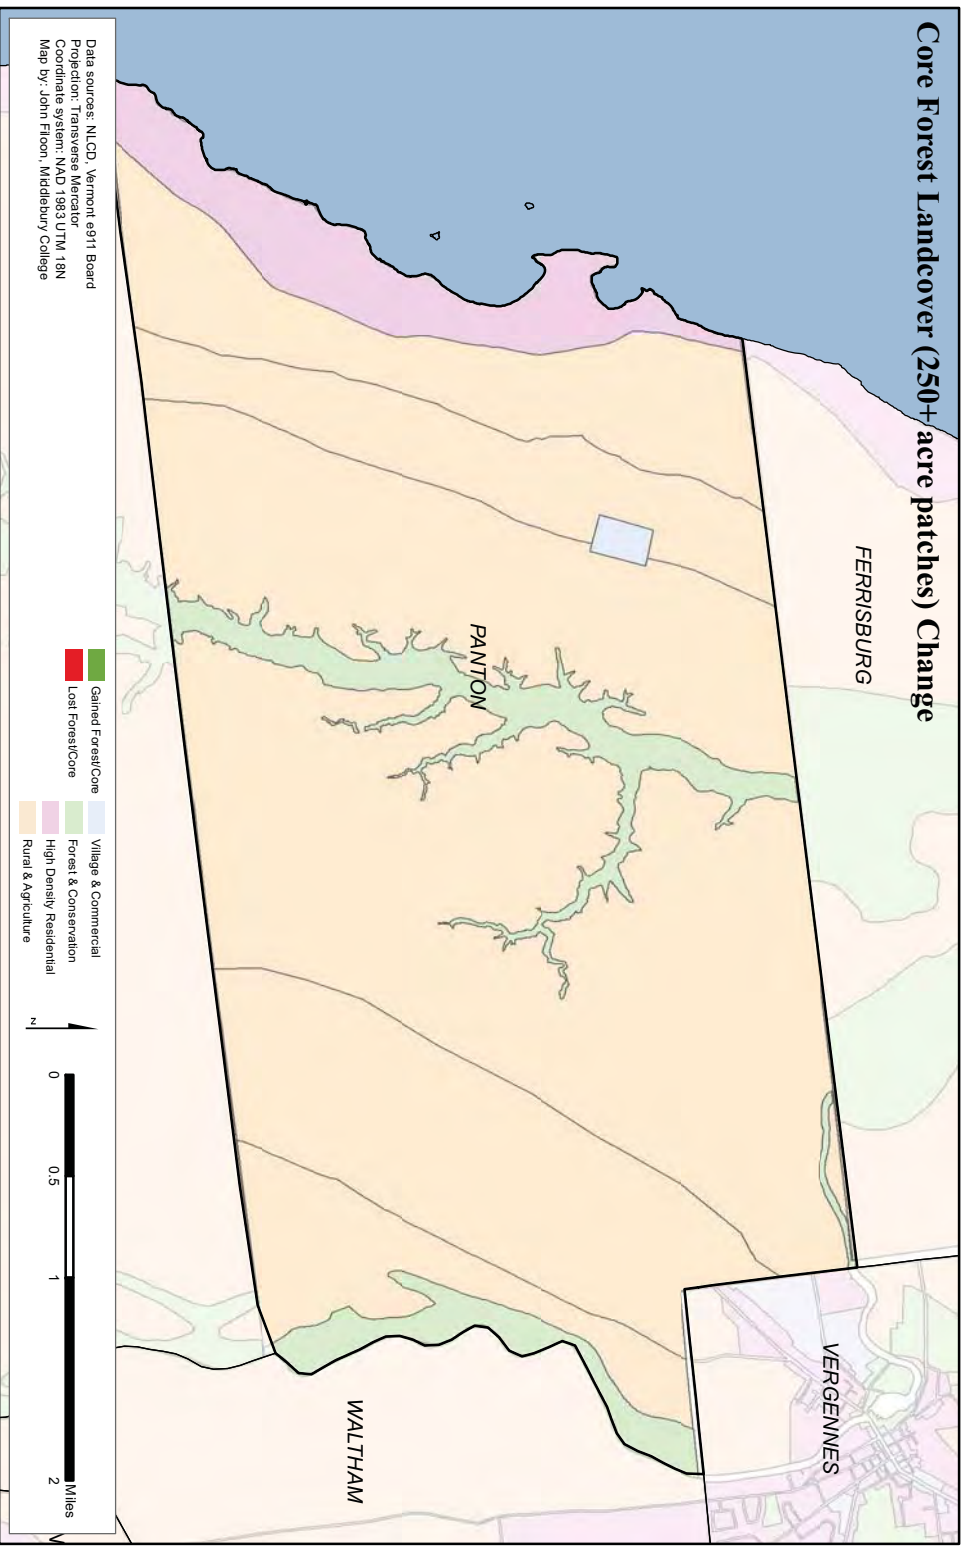 Core Forest Landcover (250+ acre patches) Change
FERRISBURG
VERGENNES
PANTON
WALTHAM
Data sources: NLCD, Vermont e911 Board
Projection: Transverse Mercator
Coordinate system: NAD 1983 UTM 18N
Map by: John Filoon, Middlebury College
Gained Forest/Core
Lost Forest/Core
Village & Commercial
Forest & Conservation
High Density Residential
Rural & Agriculture
N
0 0.5 1 2 Miles